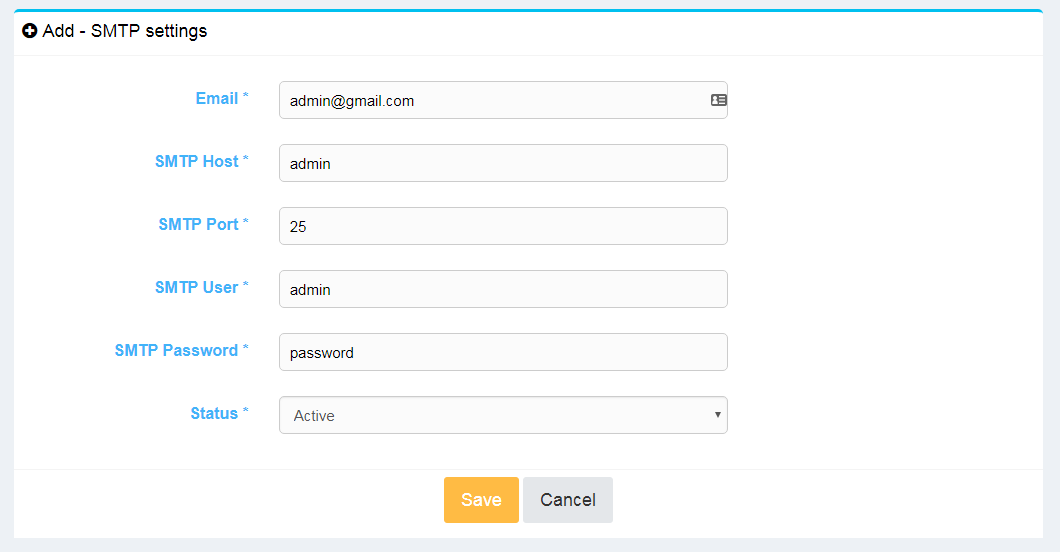 Add - SMTP settings
Email * admin@gmail.com
SMTP Host * admin
SMTP Port * 25
SMTP User * admin
SMTP Password * password
Status * Active
Save Cancel